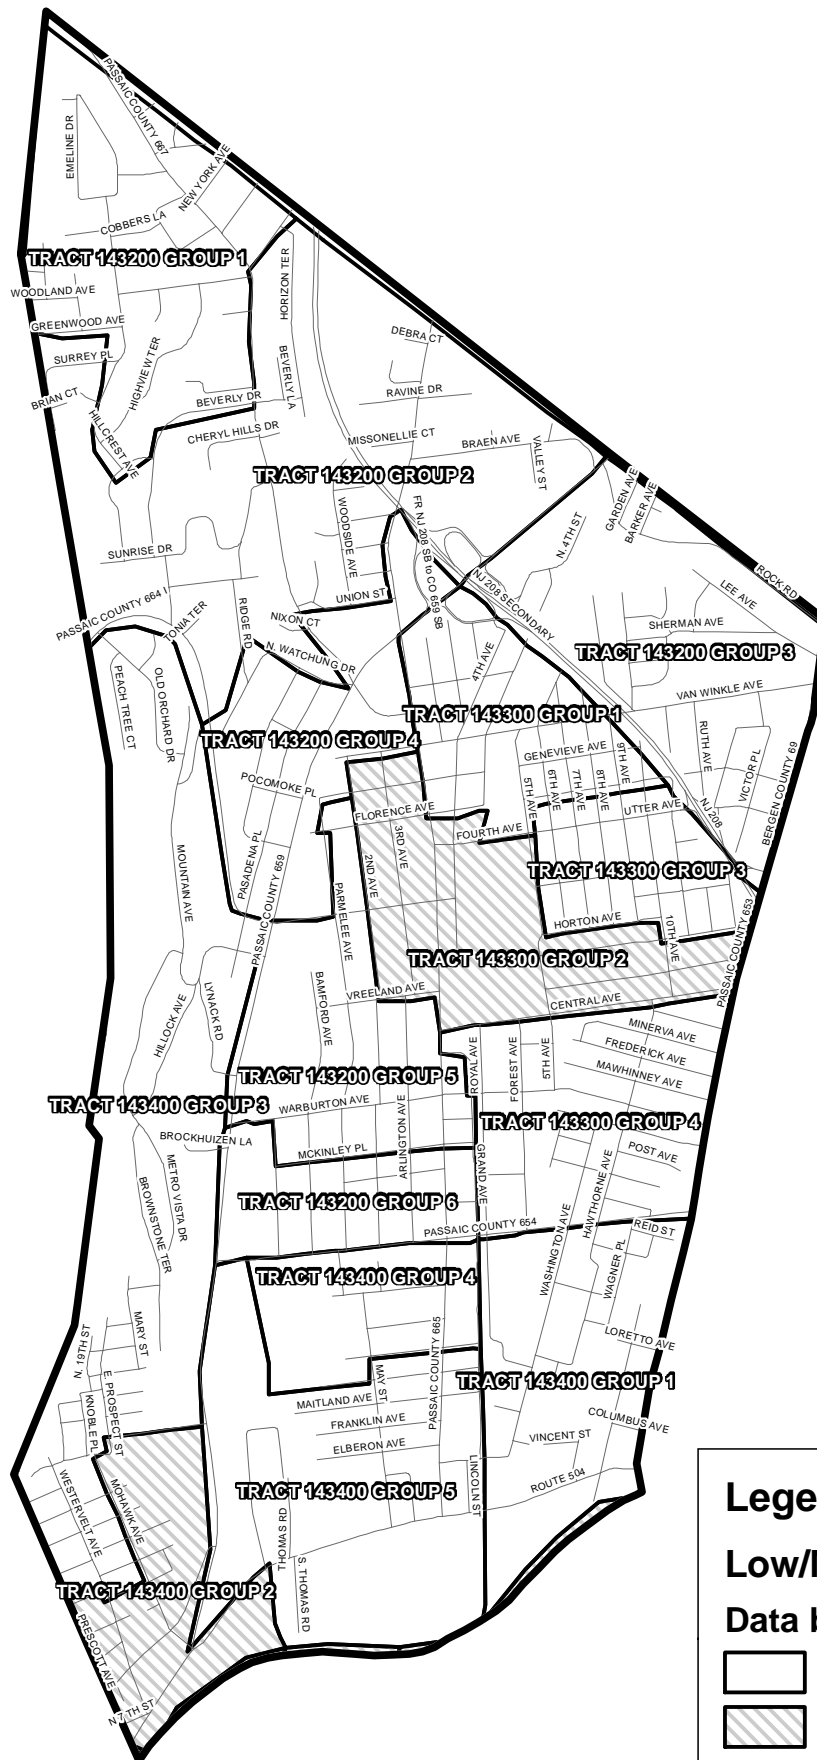 PASSAIC COUNTY 667
EMELINE DR
NEW YORK AVE
COBBERS LA
TRACT 143200 GROUP 1
HORIZON TER
WOODLAND AVE
GREENWOOD AVE
DEBRA CT
SURREY PL
HIGHVIEW TER
BEVERLY LA
BRIAN CT
BEVERLY DR
RAVINE DR
HILLCREST AVE
CHERYL HILLS DR
MISSONELLIE CT
BRAEN AVE
VALLEY ST
TRACT 143200 GROUP 2
GARDEN AVE
BARKER AVE
WOODSIDE AVE
FR NJ 208 SB to CO 659 SB
N. 4TH ST
SUNRISE DR
ROCK RD
NJ 208 SECONDARY
LEE AVE
UNION ST
PASSAIC COUNTY 664 I
TONIA TER
RIDGE RD
NIXON CT
SHERMAN AVE
N. WATCHUNG DR
4TH AVE
TRACT 143200 GROUP 3
PEACH TREE CT
OLD ORCHARD DR
VAN WINKLE AVE
TRACT 143300 GROUP 1
TRACT 143200 GROUP 4
RUTH AVE
GENEVIEVE AVE
9TH AVE
VICTOR PL
BERGEN COUNTY 69
POCOMOKE PL
5TH AVE
6TH AVE
7TH AVE
8TH AVE
FLORENCE AVE
UTTER AVE
NJ 208
FOURTH AVE
3RD AVE
2ND AVE
MOUNTAIN AVE
PASADENA PL
PASSAIC COUNTY 659
TRACT 143300 GROUP 3
PARMELEE AVE
HORTON AVE
10TH AVE
PASSAIC COUNTY 653
TRACT 143300 GROUP 2
VREELAND AVE
CENTRAL AVE
HILLOCK AVE
LYNACK RD
BAMFORD AVE
MINERVA AVE
ROYAL AVE
FOREST AVE
5TH AVE
FREDERICK AVE
MAWHINNEY AVE
TRACT 143200 GROUP 5
TRACT 143400 GROUP 3
WARBURTON AVE
TRACT 143300 GROUP 4
BROCKHUIZEN LA
ARLINGTON AVE
MCKINLEY PL
GRAND AVE
POST AVE
METRO VISTA DR
BROWNSTONE TER
HAWTHORNE AVE
TRACT 143200 GROUP 6
WASHINGTON AVE
PASSAIC COUNTY 654
REID ST
WAGNER PL
TRACT 143400 GROUP 4
MARY ST
N. 19TH ST
PASSAIC COUNTY 665
LORETTO AVE
E. PROSPECT ST
MAY ST
TRACT 143400 GROUP 1
MAITLAND AVE
KNOBLE PL
FRANKLIN AVE
COLUMBUS AVE
ELBERON AVE
VINCENT ST
WESTERVELT AVE
MOHAWK AVE
LINCOLN ST
ROUTE 504
TRACT 143400 GROUP 5
THOMAS RD
S. THOMAS RD
TRACT 143400 GROUP 2
PRESCOTT AVE
N 7TH ST
Lege
Low/
Data b